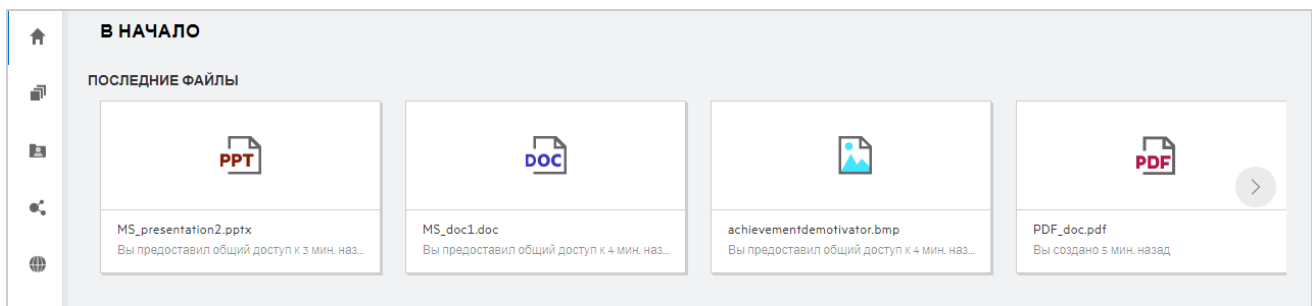 В НАЧАЛО
ПОСЛЕДНИЕ ФАЙЛЫ
PPT
DOC
PDF
MS_presentation2.pptx
MS_doc1.doc
achievementdemotivator.bmp
PDF_doc.pdf
Вы предоставил общий доступ к 3 мин. наз...
Вы предоставил общий доступ к 4 мин. наз...
Вы предоставил общий доступ к 4 мин. наз...
Вы создано 5 мин. назад